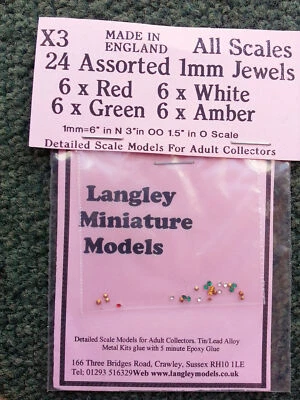 X3 MADE IN ENGLAND All Scales
24 Assorted 1mm Jewels
6 x Red 6 x White
6 x Green 6 x Amber
1mm=6" in N 3"in OO 1.5" in O Scale
Detailed Scale Models For Adult Collectors
Langley
Miniature
Models
Detailed Scale Models for Adult Collectors. Tin/Lead Alloy
Metal Kits glue with 5 minute Epoxy Glue
166 Three Bridges Road, Crawley, Sussex RH10 1LE
Tel: 01293 516329Web www.langleymodels.co.uk